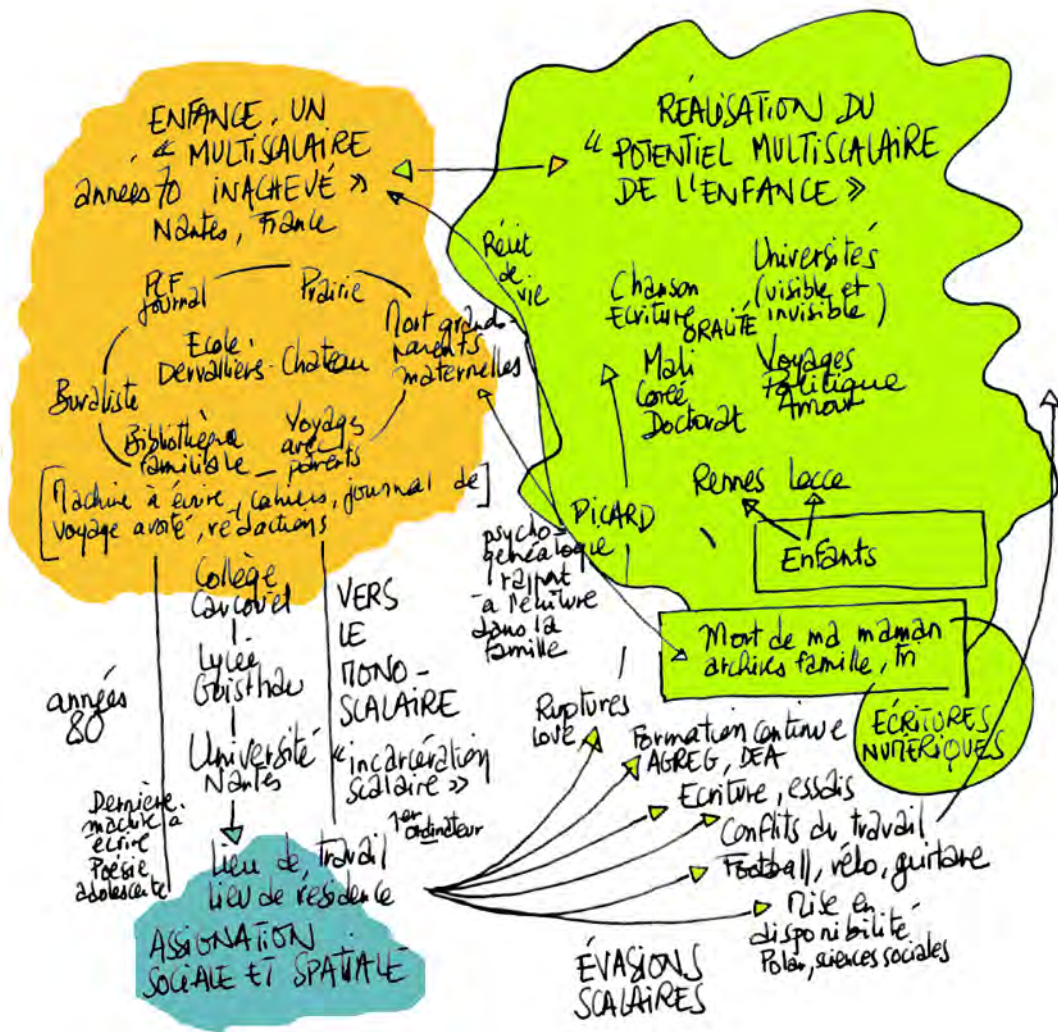 ENFANCE, UN
« MULTISCALAIRE
années 70 INACHEVÉ »
Nantes, France
PCF
journal
Prairie
Mort grands-
parents
maternelles
Ecole
Dervallières - Chateau
Buraliste
Bibliothèque
familiale
Voyages
avec
parents
[Machine à écrire, cahiers, journal de]
voyage avorté, rédactions
Collège
Lycée
Guisthau
Université
Nantes
années
80
VERS
LE
MONO-
SCALAIRE
« incarcération
scalaire »
1er
ordinateur
Dernière
machine à
écrire
Poésie
adolescente
Lieu de travail
Lieu de résidence
ASSIGNATION
SOCIALE ET SPATIALE
RÉALISATION DU
« POTENTIEL MULTISCALAIRE
DE L'ENFANCE »
Récit
de
vie
Chanson
Ecriture
ORALITÉ
Universités
(visible et
invisible)
Mali
Corée
Doctorat
Voyages
Politique
Amour
Rennes
Lecce
PICARD
Enfants
psycho-
généalogie
rapport
à l'écriture
dans la
famille
Mort de ma maman
archives famille,
ÉCRITURES
NUMÉRIQUES
Ruptures
LOVE
Formation continue
AGREG, DEA
Ecriture, essais
Conflits du travail
Football, vélo, guitare
Mise en
disponibilité
Polar, sciences sociales
ÉVASIONS
SCALAIRES